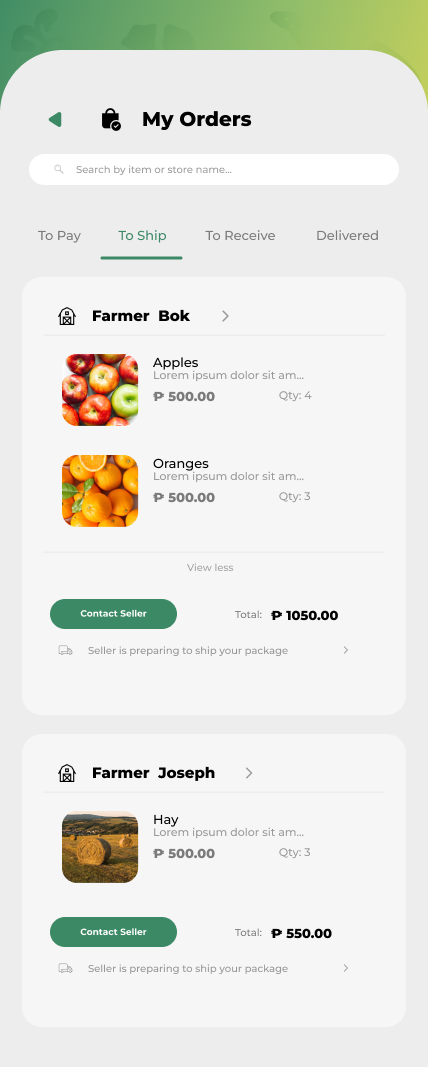 My Orders
Search by item or store name...
To Pay To Ship To Receive Delivered
Farmer Bok
Apples
Lorem ipsum dolor sit am...
₱ 500.00 Qty: 4
Oranges
Lorem ipsum dolor sit am...
₱ 500.00 Qty: 3
View less
Contact Seller Total: ₱ 1050.00
Seller is preparing to ship your package
Farmer Joseph
Hay
Lorem ipsum dolor sit am...
₱ 500.00 Qty: 3
Contact Seller Total: ₱ 550.00
Seller is preparing to ship your package